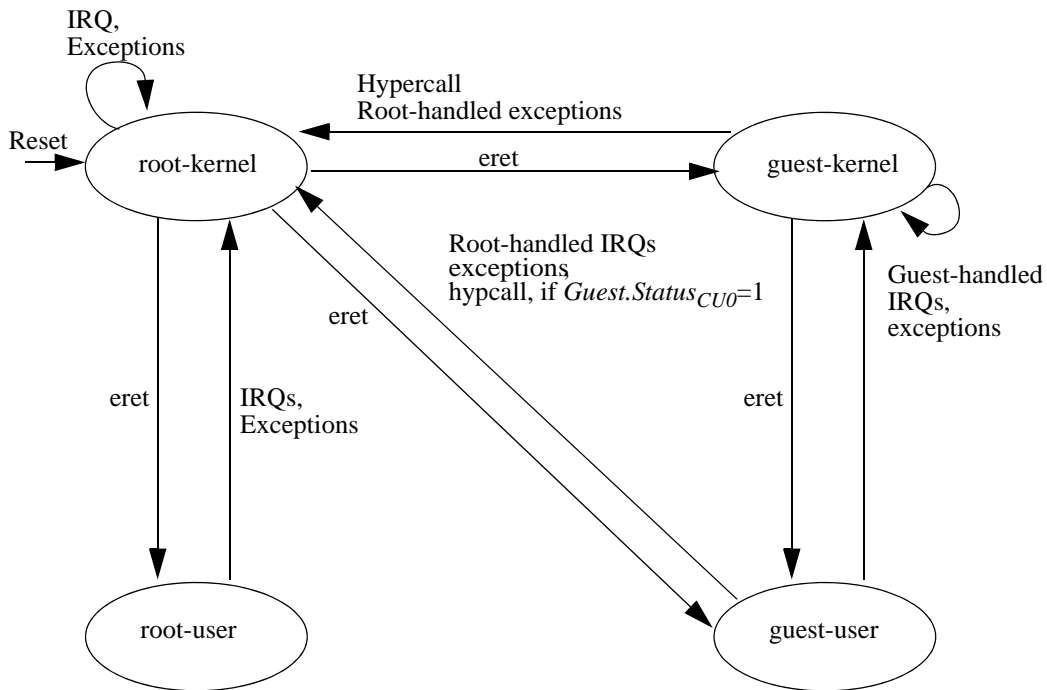 IRQ,
Exceptions
Hypercall
Root-handled exceptions
Reset
root-kernel
eret
guest-kernel
Root-handled IRQs
exceptions,
hypcall, if Guest.Status_CU0=1
eret
Guest-handled
IRQs,
exceptions
eret
IRQs,
Exceptions
eret
root-user
guest-user